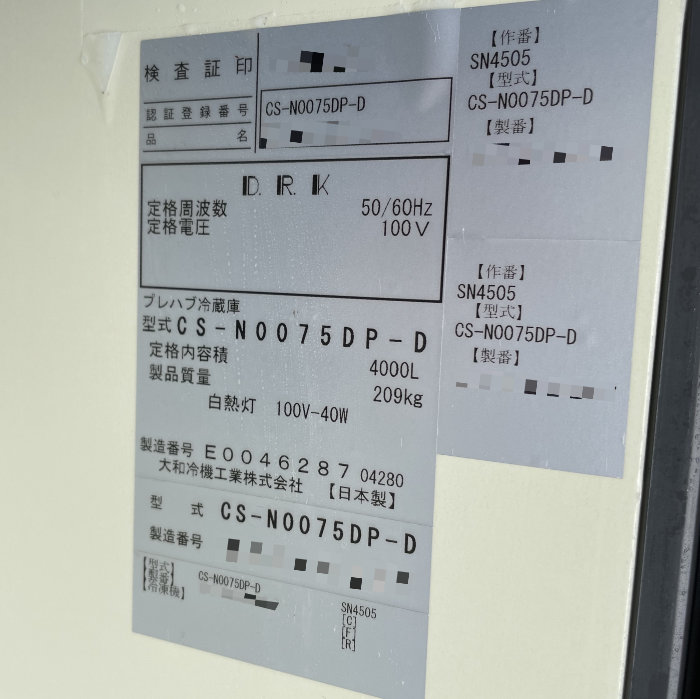 検査証印
認証登録番号
CS-N0075DP-D
品名
D.R.K
定格周波数 50/60Hz
定格電圧 100V
プレハブ冷蔵庫
型式CS-N0075DP-D
定格内容積 4000L
製品質量 209kg
白熱灯 100V-40W
製造番号 E0046287 04280
大和冷機工業株式会社 【日本製】
型式 CS-N0075DP-D
製造番号
[型式]
[製番] CS-N0075DP-D
[冷凍機]
SN4505
[C]
[F]
[R]
【作番】
SN4505
【型式】
CS-N0075DP-D
【製番】
【作番】
SN4505
【型式】
CS-N0075DP-D
【製番】